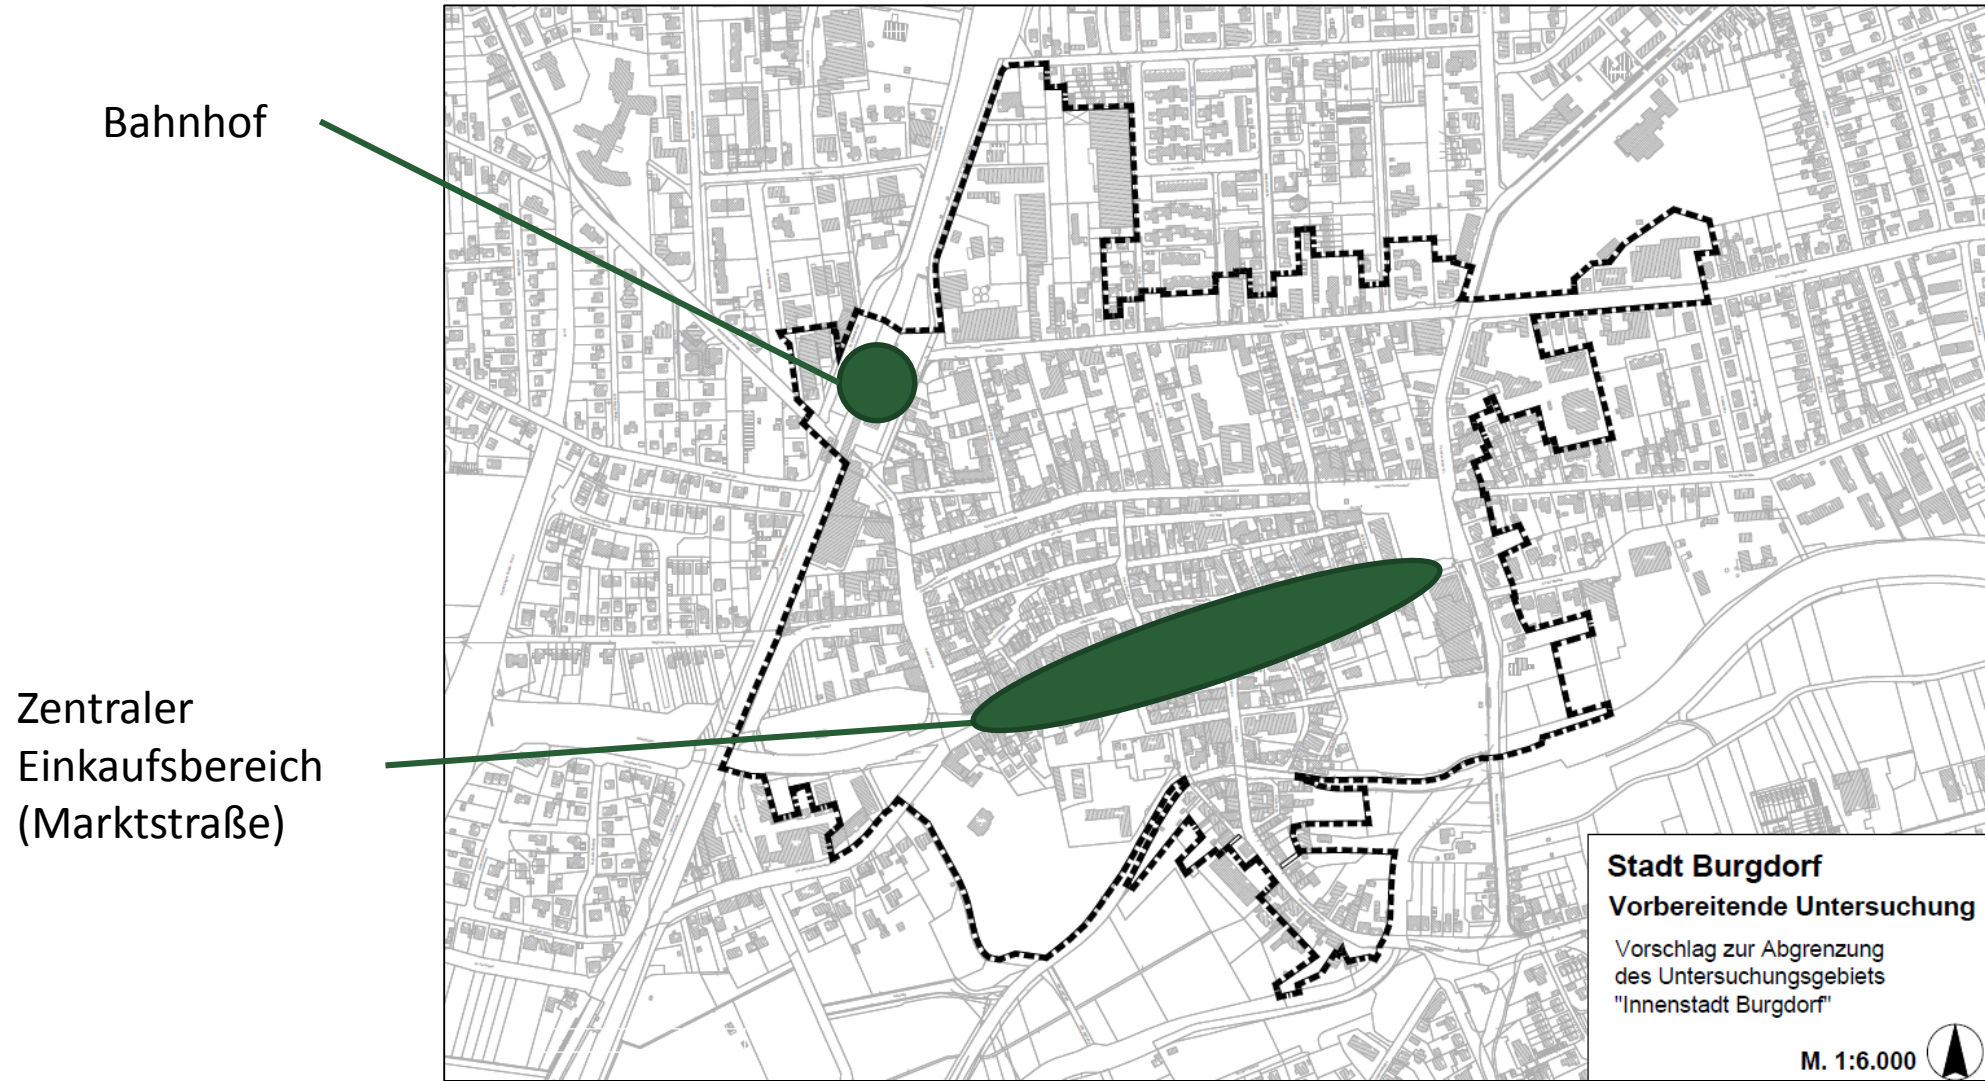 Bahnhof
Zentraler
Einkaufsbereich
(Marktstraße)
Stadt Burgdorf
Vorbereitende Untersuchung
Vorschlag zur Abgrenzung
des Untersuchungsgebiets
"Innenstadt Burgdorf"
M. 1:6.000